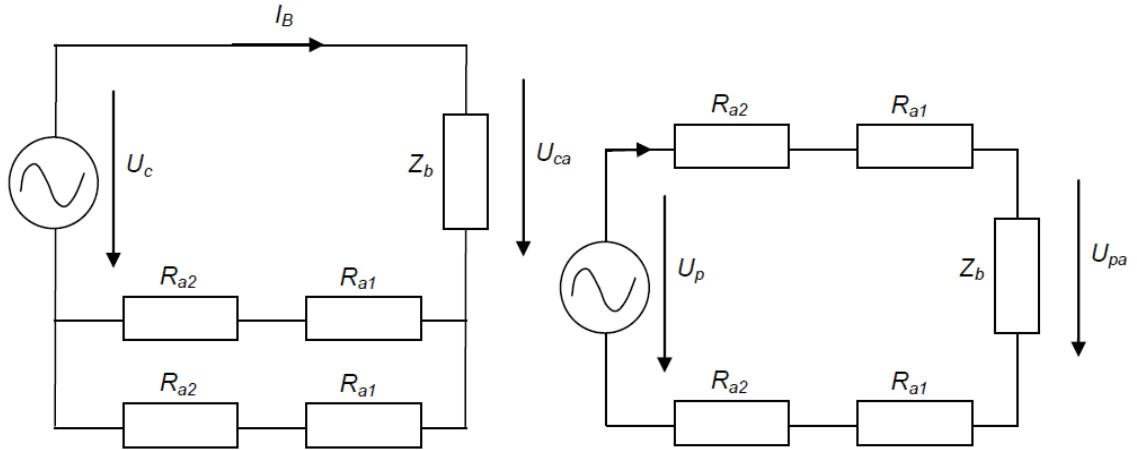 I_B
U_c
Z_b
U_ca
R_a2
R_a1
R_a2
R_a1
R_a2
R_a1
U_p
Z_b
U_pa
R_a2
R_a1